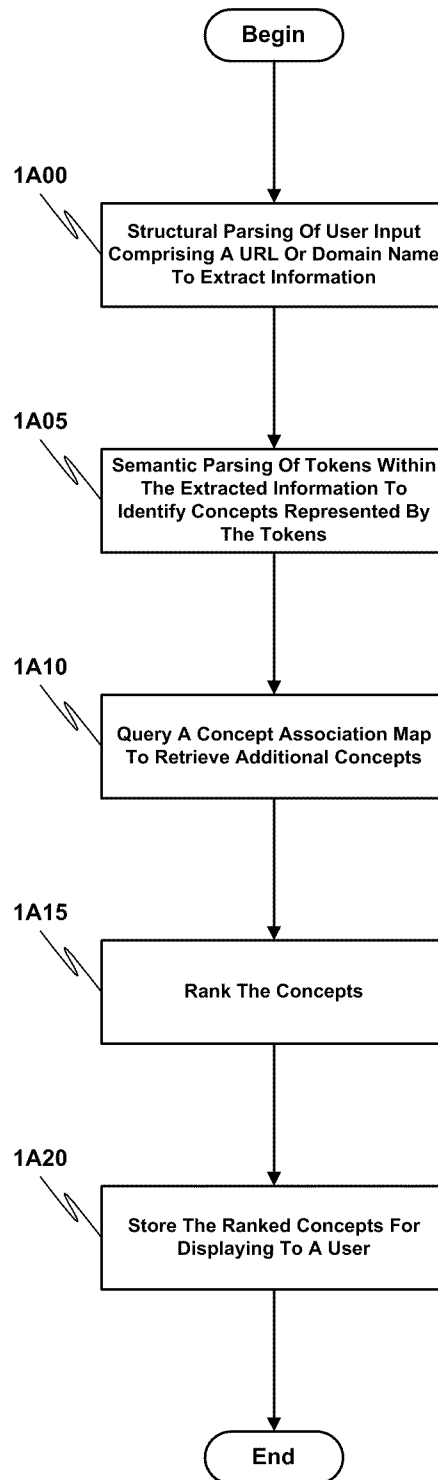 Begin
1A00
Structural Parsing Of User Input
Comprising A URL Or Domain Name
To Extract Information
1A05
Semantic Parsing Of Tokens Within
The Extracted Information To
Identify Concepts Represented By
The Tokens
1A10
Query A Concept Association Map
To Retrieve Additional Concepts
1A15
Rank The Concepts
1A20
Store The Ranked Concepts For
Displaying To A User
End